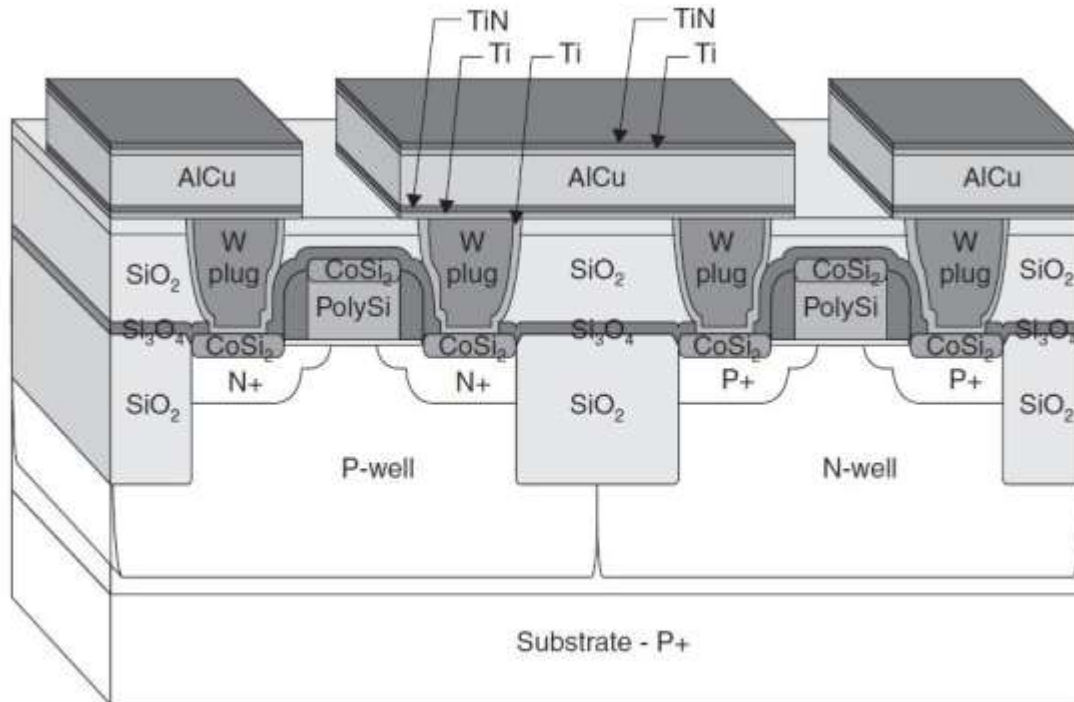 TiN
Ti
Ti
TiN
Ti
AlCu
AlCu
AlCu
W
plug
W
plug
W
plug
W
plug
SiO₂
SiO₂
SiO₂
CoSi₂
CoSi₂
PolySi
PolySi
Si₃O₄
Si₃O₄
Si₃O₄
CoSi₂
CoSi₂
CoSi₂
CoSi₂
N+
N+
P+
P+
SiO₂
SiO₂
SiO₂
P-well
N-well
Substrate - P+